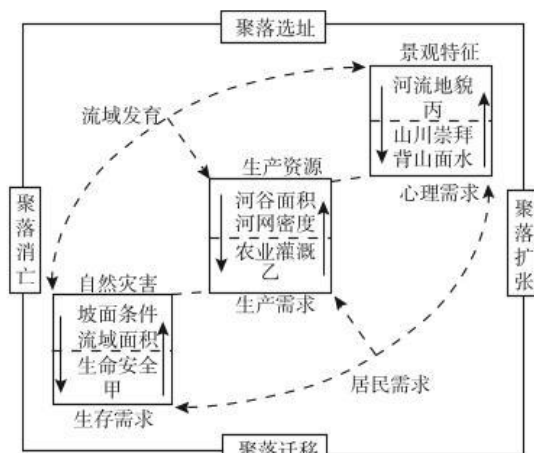 聚落选址
景观特征
河流地貌
丙
山川崇拜
背山面水
心理需求
流域发育
生产资源
河谷面积
河网密度
农业灌溉
乙
生产需求
聚落消亡
聚落扩张
自然灾害
坡面条件
流域面积
生命安全
甲
生存需求
居民需求
聚落迁移